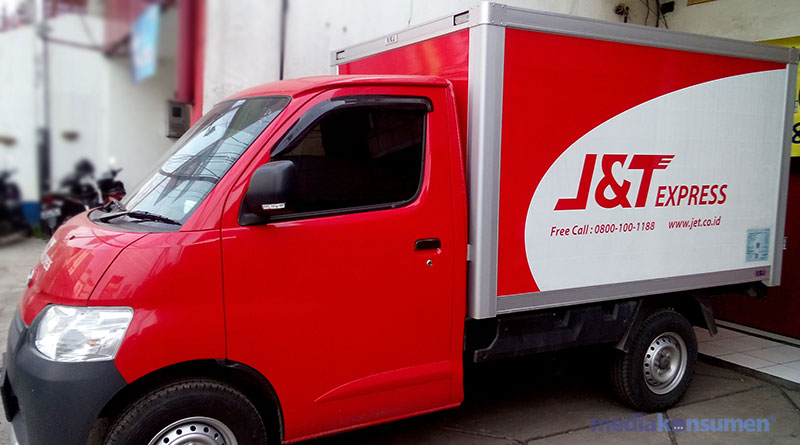 J&T EXPRESS
Free Call : 0800-100-1188 www.jet.co.id
mediakonsumen